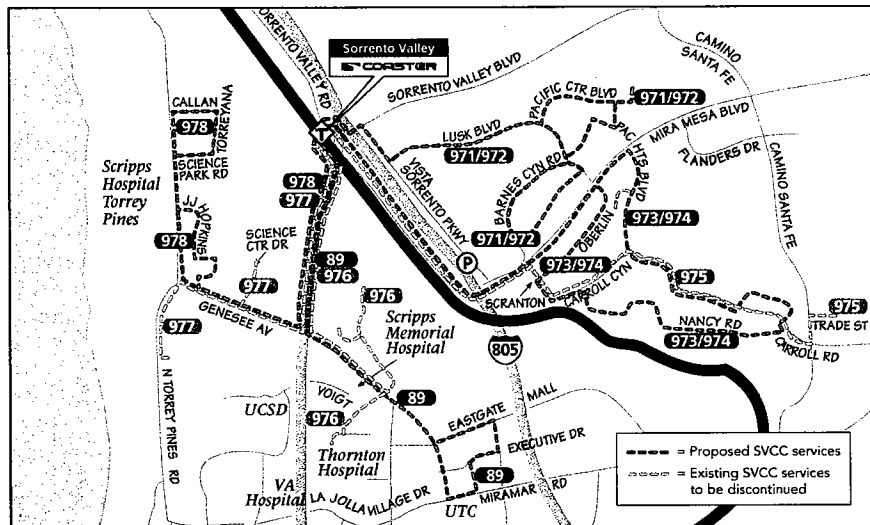 Sorrento Valley
COASTER
SORRENTO VALLEY RD
SORRENTO VALLEY BLVD
CAMINO
SANTA FE
CALLAN
TORREYANA
978
SCIENCE
PARK RD
Scripps
Hospital
Torrey
Pines
JJ
HOPKINS
978
978
977
SCIENCE
CTR DR
977
GENESEE AY
977
N TORREY PINES RD
89
976
976
Scripps
Memorial
Hospital
VISTA
SORRENTO PKWY
LUSK BLVD
971/972
PACIFIC CTR BLVD
971/972
MIRA MESA BLVD
PAC HTS BLVD
FLANDERS DR
CAMINO SANTA FE
BARNES CYN RD
971/972
OBERLIN
973/974
973/974
P
SCRANTON
CARROLL CYN
975
975
TRADE ST
NANCY RD
973/974
CARROLL RD
805
UCSD
VOIGT
976
89
Thornton
Hospital
EASTGATE MALL
EXECUTIVE DR
89
VA
Hospital
LA JOLLA VILLAGE DR
UTC
MIRAMAR RD
Proposed SVCC services
Existing SVCC services
to be discontinued